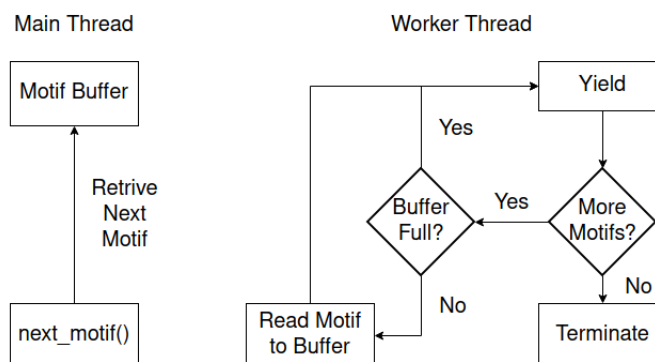 Main Thread
Worker Thread
Motif Buffer
Yield
Yes
Retrive
Next
Motif
Buffer
Full?
Yes
More
Motifs?
No
No
next_motif()
Read Motif
to Buffer
Terminate